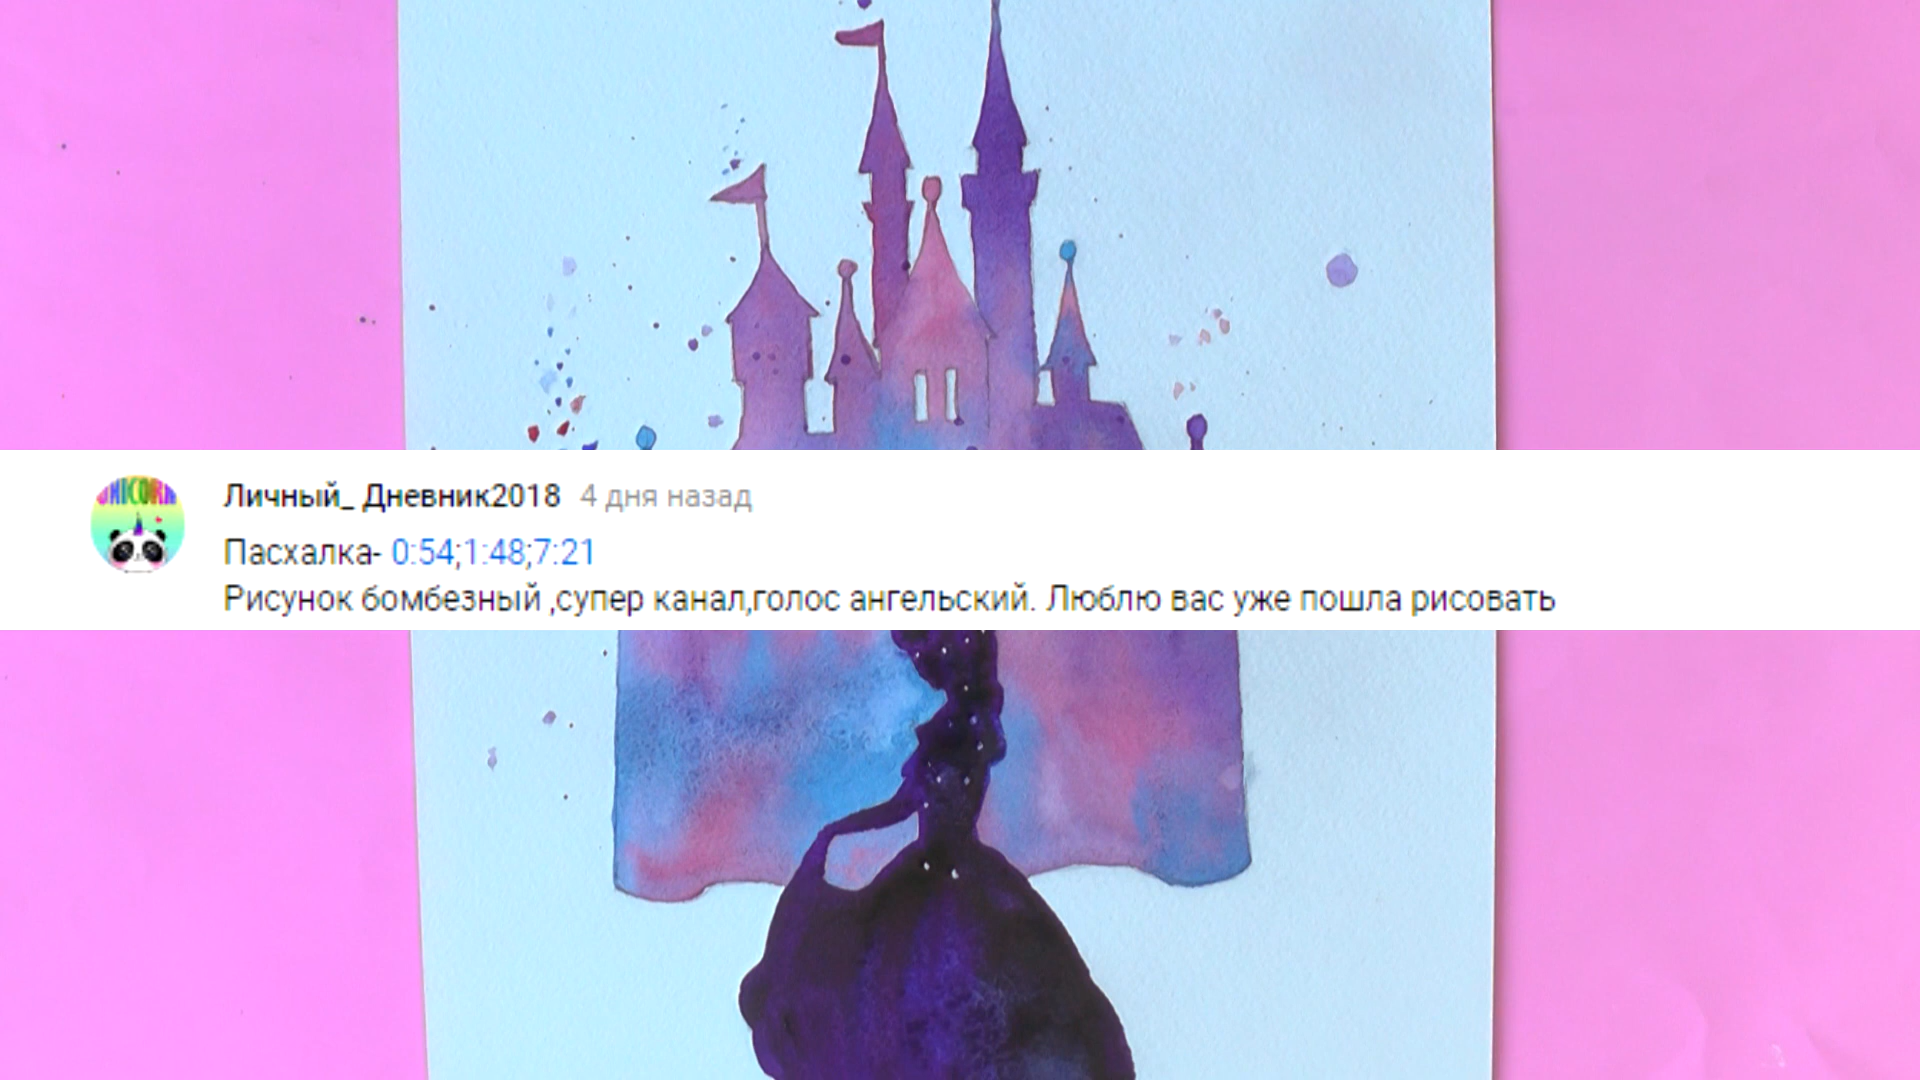 UNICORN
Личный_ Дневник2018 4 дня назад
Пасхалка- 0:54;1:48;7:21
Рисунок бомбезный ,супер канал,голос ангельский. Люблю вас уже пошла рисовать